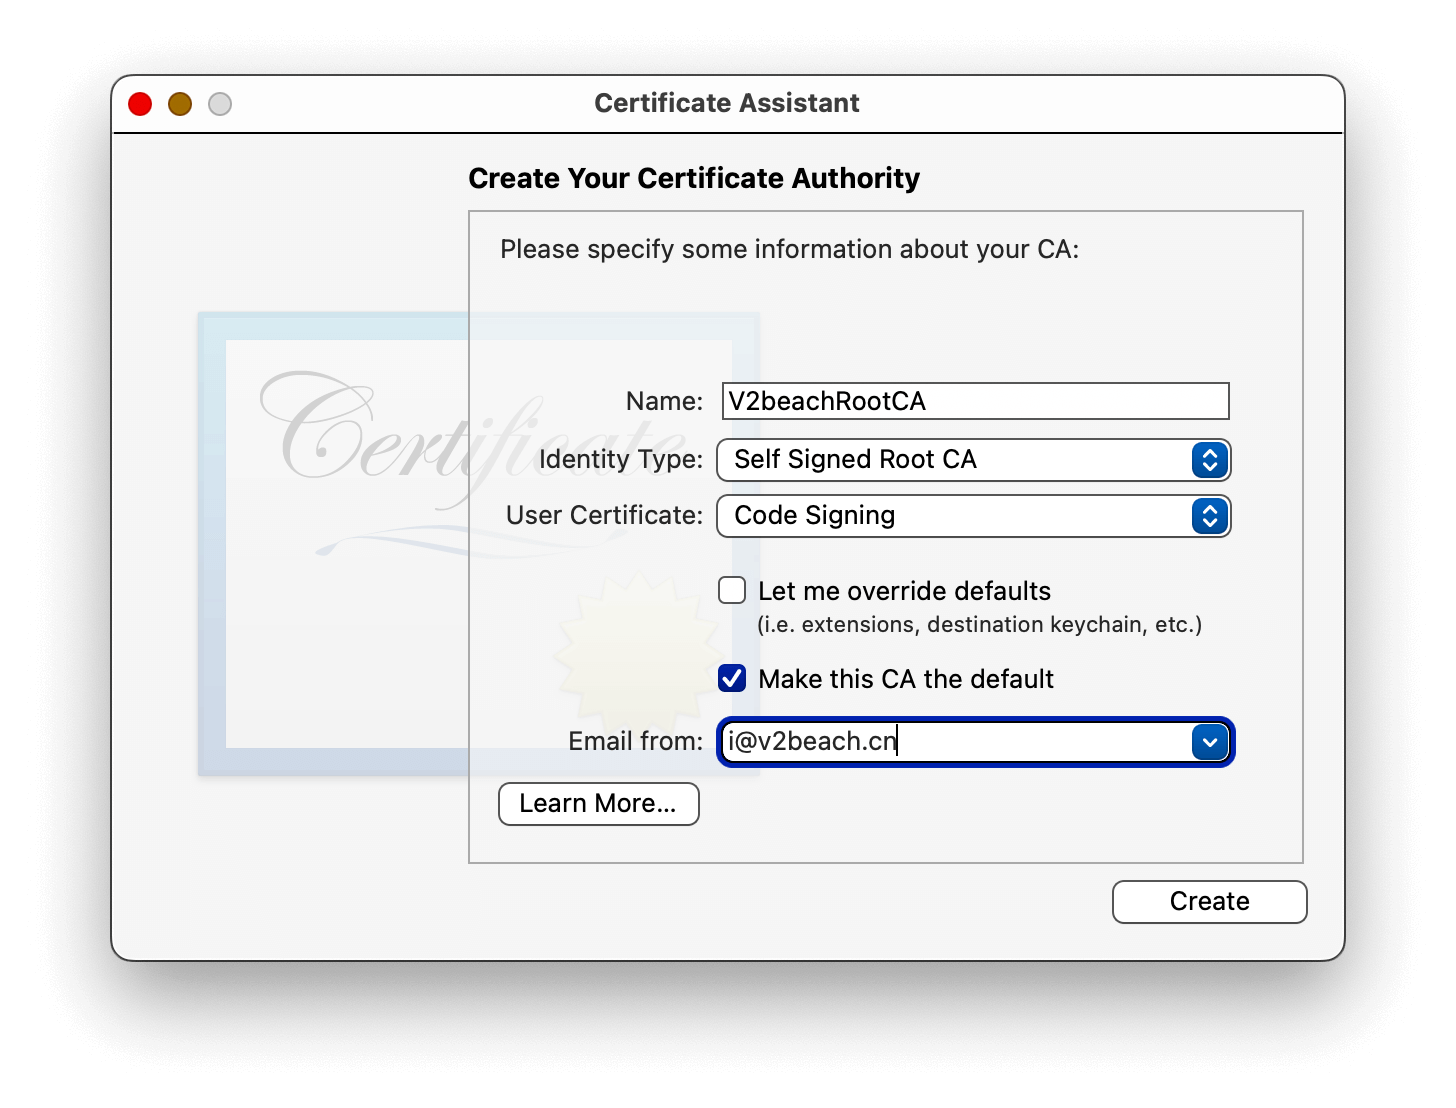 Certificate Assistant
Create Your Certificate Authority
Please specify some information about your CA:
Certificate
Name: V2beachRootCA
Identity Type: Self Signed Root CA
User Certificate: Code Signing
Let me override defaults
(i.e. extensions, destination keychain, etc.)
Make this CA the default
Email from: i@v2beach.cn
Learn More...
Create